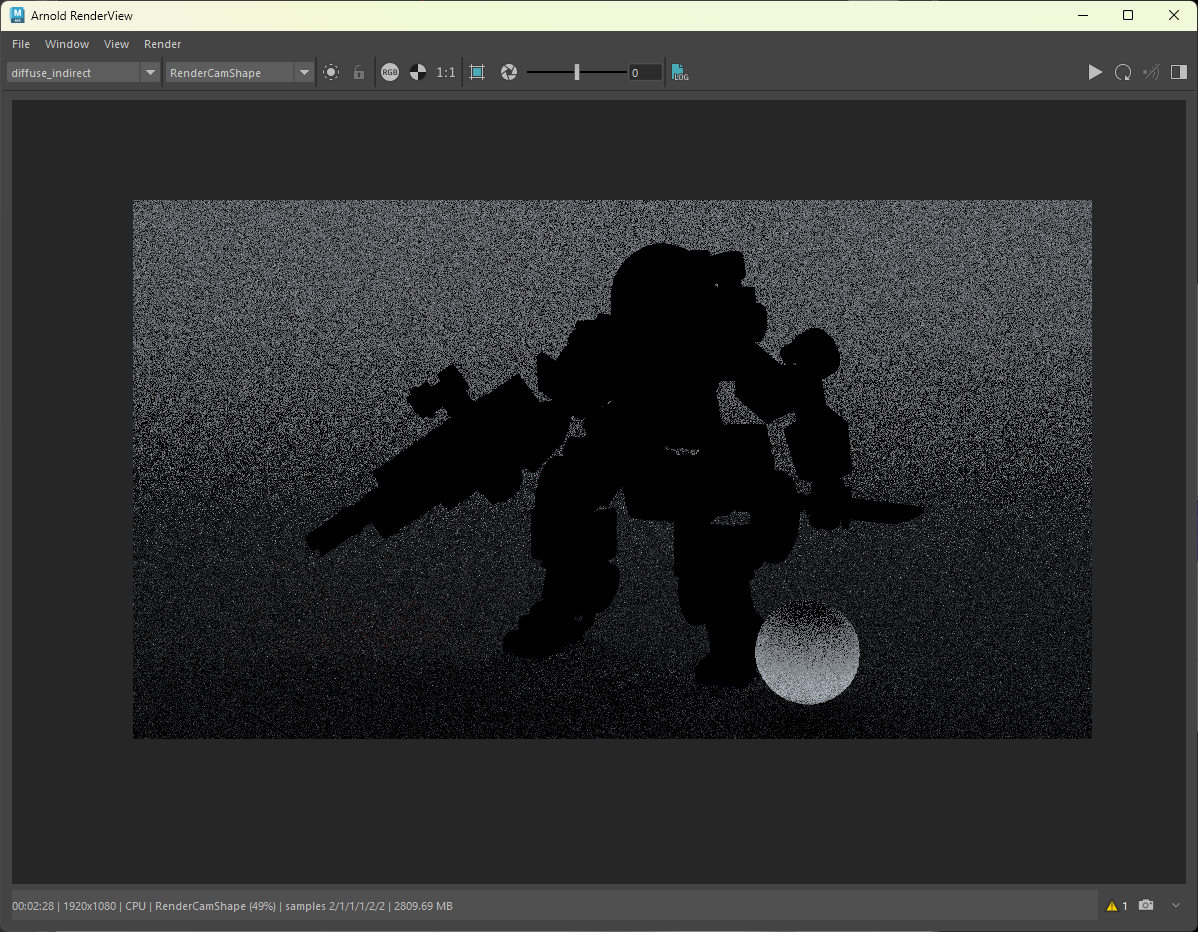 Arnold RenderView
File Window View Render
diffuse_indirect RenderCamShape RGB 1:1 0 LOG
00:02:28 | 1920x1080 | CPU | RenderCamShape (49%) | samples 2/1/1/1/2/2 | 2809.69 MB 1